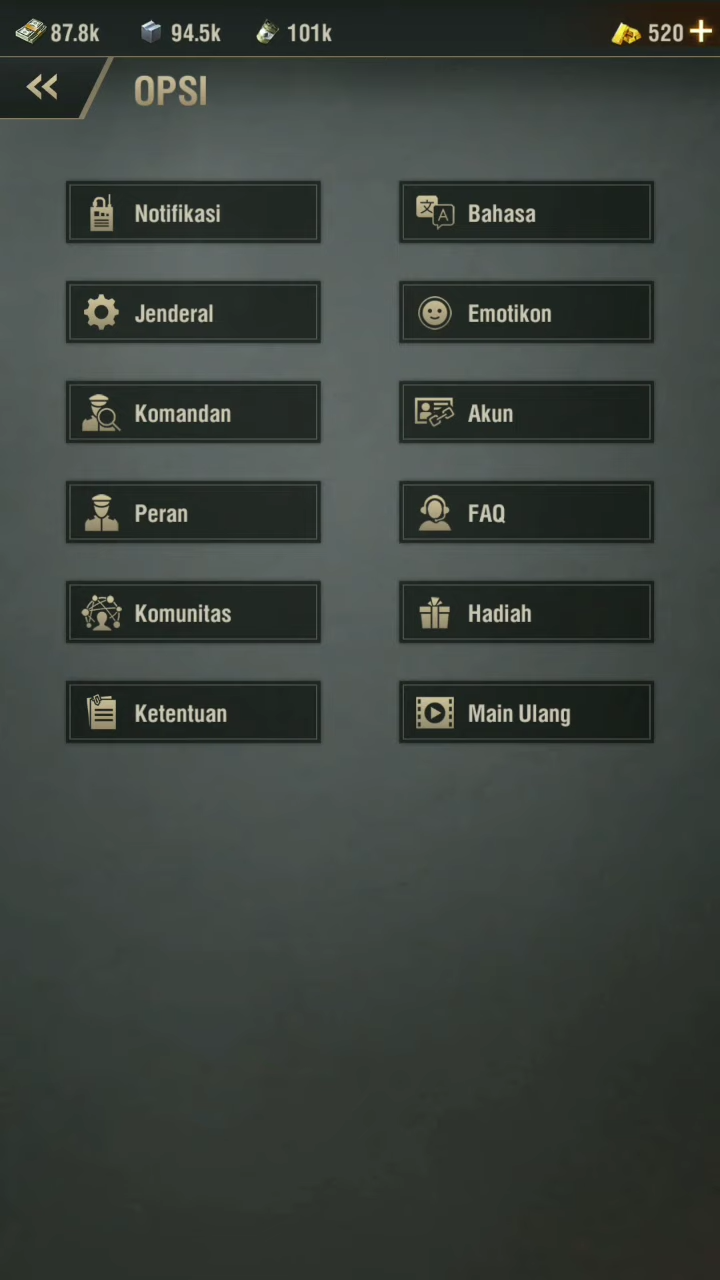 87.8k 94.5k 101k 520
OPSI
Notifikasi Bahasa
Jenderal Emotikon
Komandan Akun
Peran FAQ
Komunitas Hadiah
Ketentuan Main Ulang